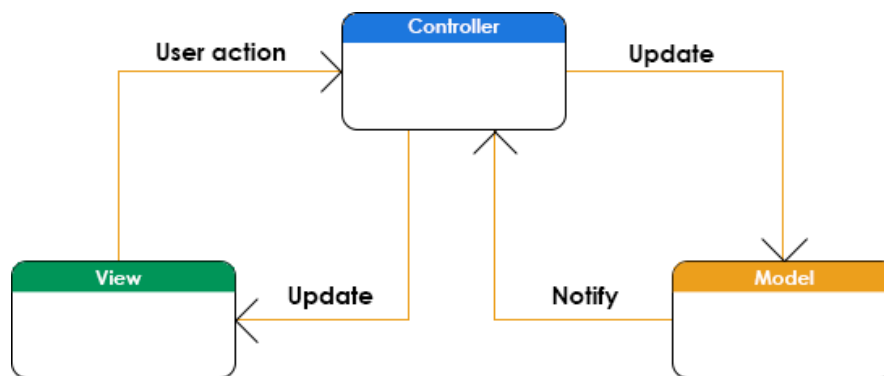 Controller
User action
Update
View
Update
Notify
Model